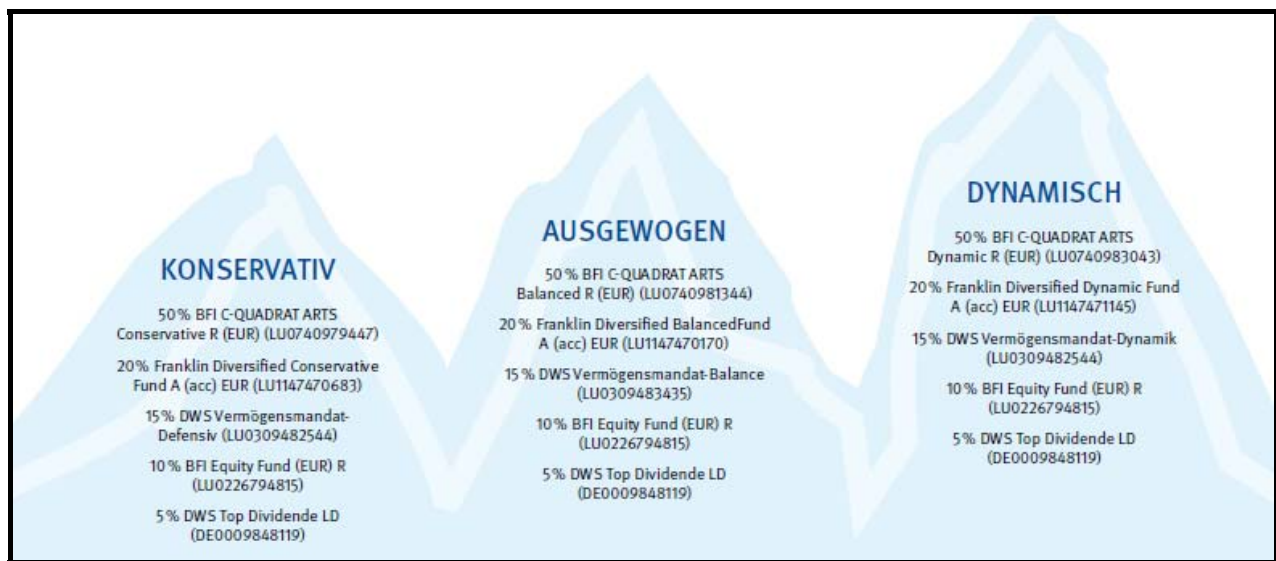 KONSERVATIV
50% BFI C-QUADRAT ARTS
Conservative R (EUR) (LU0740979447)
20% Franklin Diversified Conservative
Fund A (acc) EUR (LU1147470683)
15% DWS Vermögensmandat-
Defensiv (LU0309482544)
10% BFI Equity Fund (EUR) R
(LU0226794815)
5% DWS Top Dividende LD
(DE0009848119)
AUSGEWOGEN
50% BFI C-QUADRAT ARTS
Balanced R (EUR) (LU0740981344)
20% Franklin Diversified BalancedFund
A (acc) EUR (LU1147470170)
15% DWS Vermögensmandat-Balance
(LU0309483435)
10% BFI Equity Fund (EUR) R
(LU0226794815)
5% DWS Top Dividende LD
(DE0009848119)
DYNAMISCH
50% BFI C-QUADRAT ARTS
Dynamic R (EUR) (LU0740983043)
20% Franklin Diversified Dynamic Fund
A (acc) EUR (LU1147471145)
15% DWS Vermögensmandat-Dynamik
(LU0309482544)
10% BFI Equity Fund (EUR) R
(LU0226794815)
5% DWS Top Dividende LD
(DE0009848119)